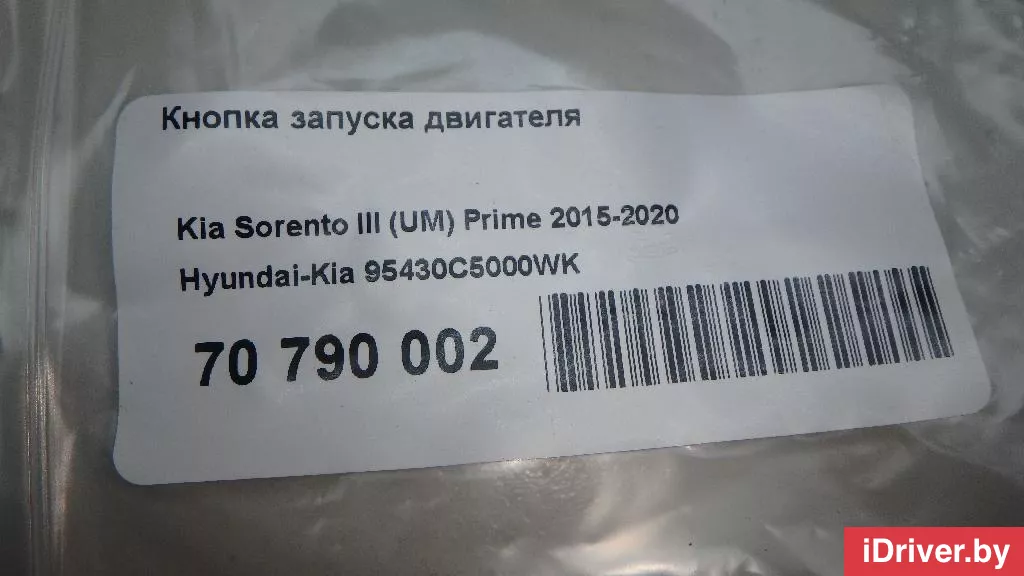 Кнопка запуска двигателя
Kia Sorento III (UM) Prime 2015-2020
Hyundai-Kia 95430C5000WK
70 790 002
iDriver.by